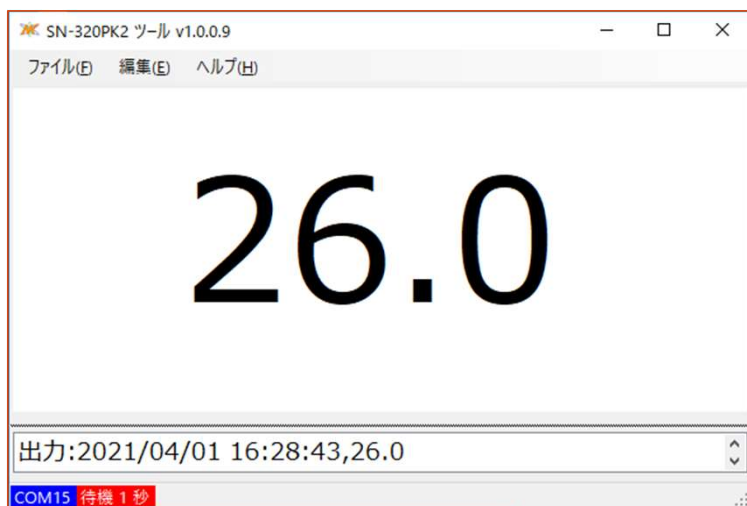 SN-320PK2 ツール v1.0.0.9
ファイル(F) 編集(E) ヘルプ(H)
26.0
出力:2021/04/01 16:28:43,26.0
COM15 待機 1 秒